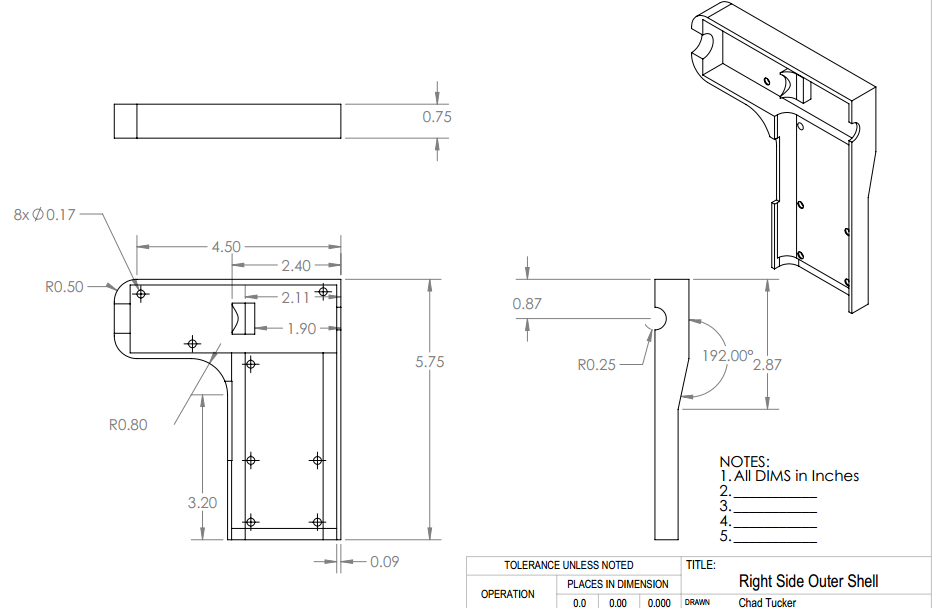 0.75
8x Ø 0.17
4.50
2.40
R0.50
2.11
1.90
5.75
R0.80
3.20
0.09
0.87
R0.25
192.00°
2.87
NOTES:
1. All DIMS in Inches
2.
3.
4.
5.
TOLERANCE UNLESS NOTED
OPERATION
PLACES IN DIMENSION
0.0 0.00 0.000
TITLE:
Right Side Outer Shell
DRAWN Chad Tucker